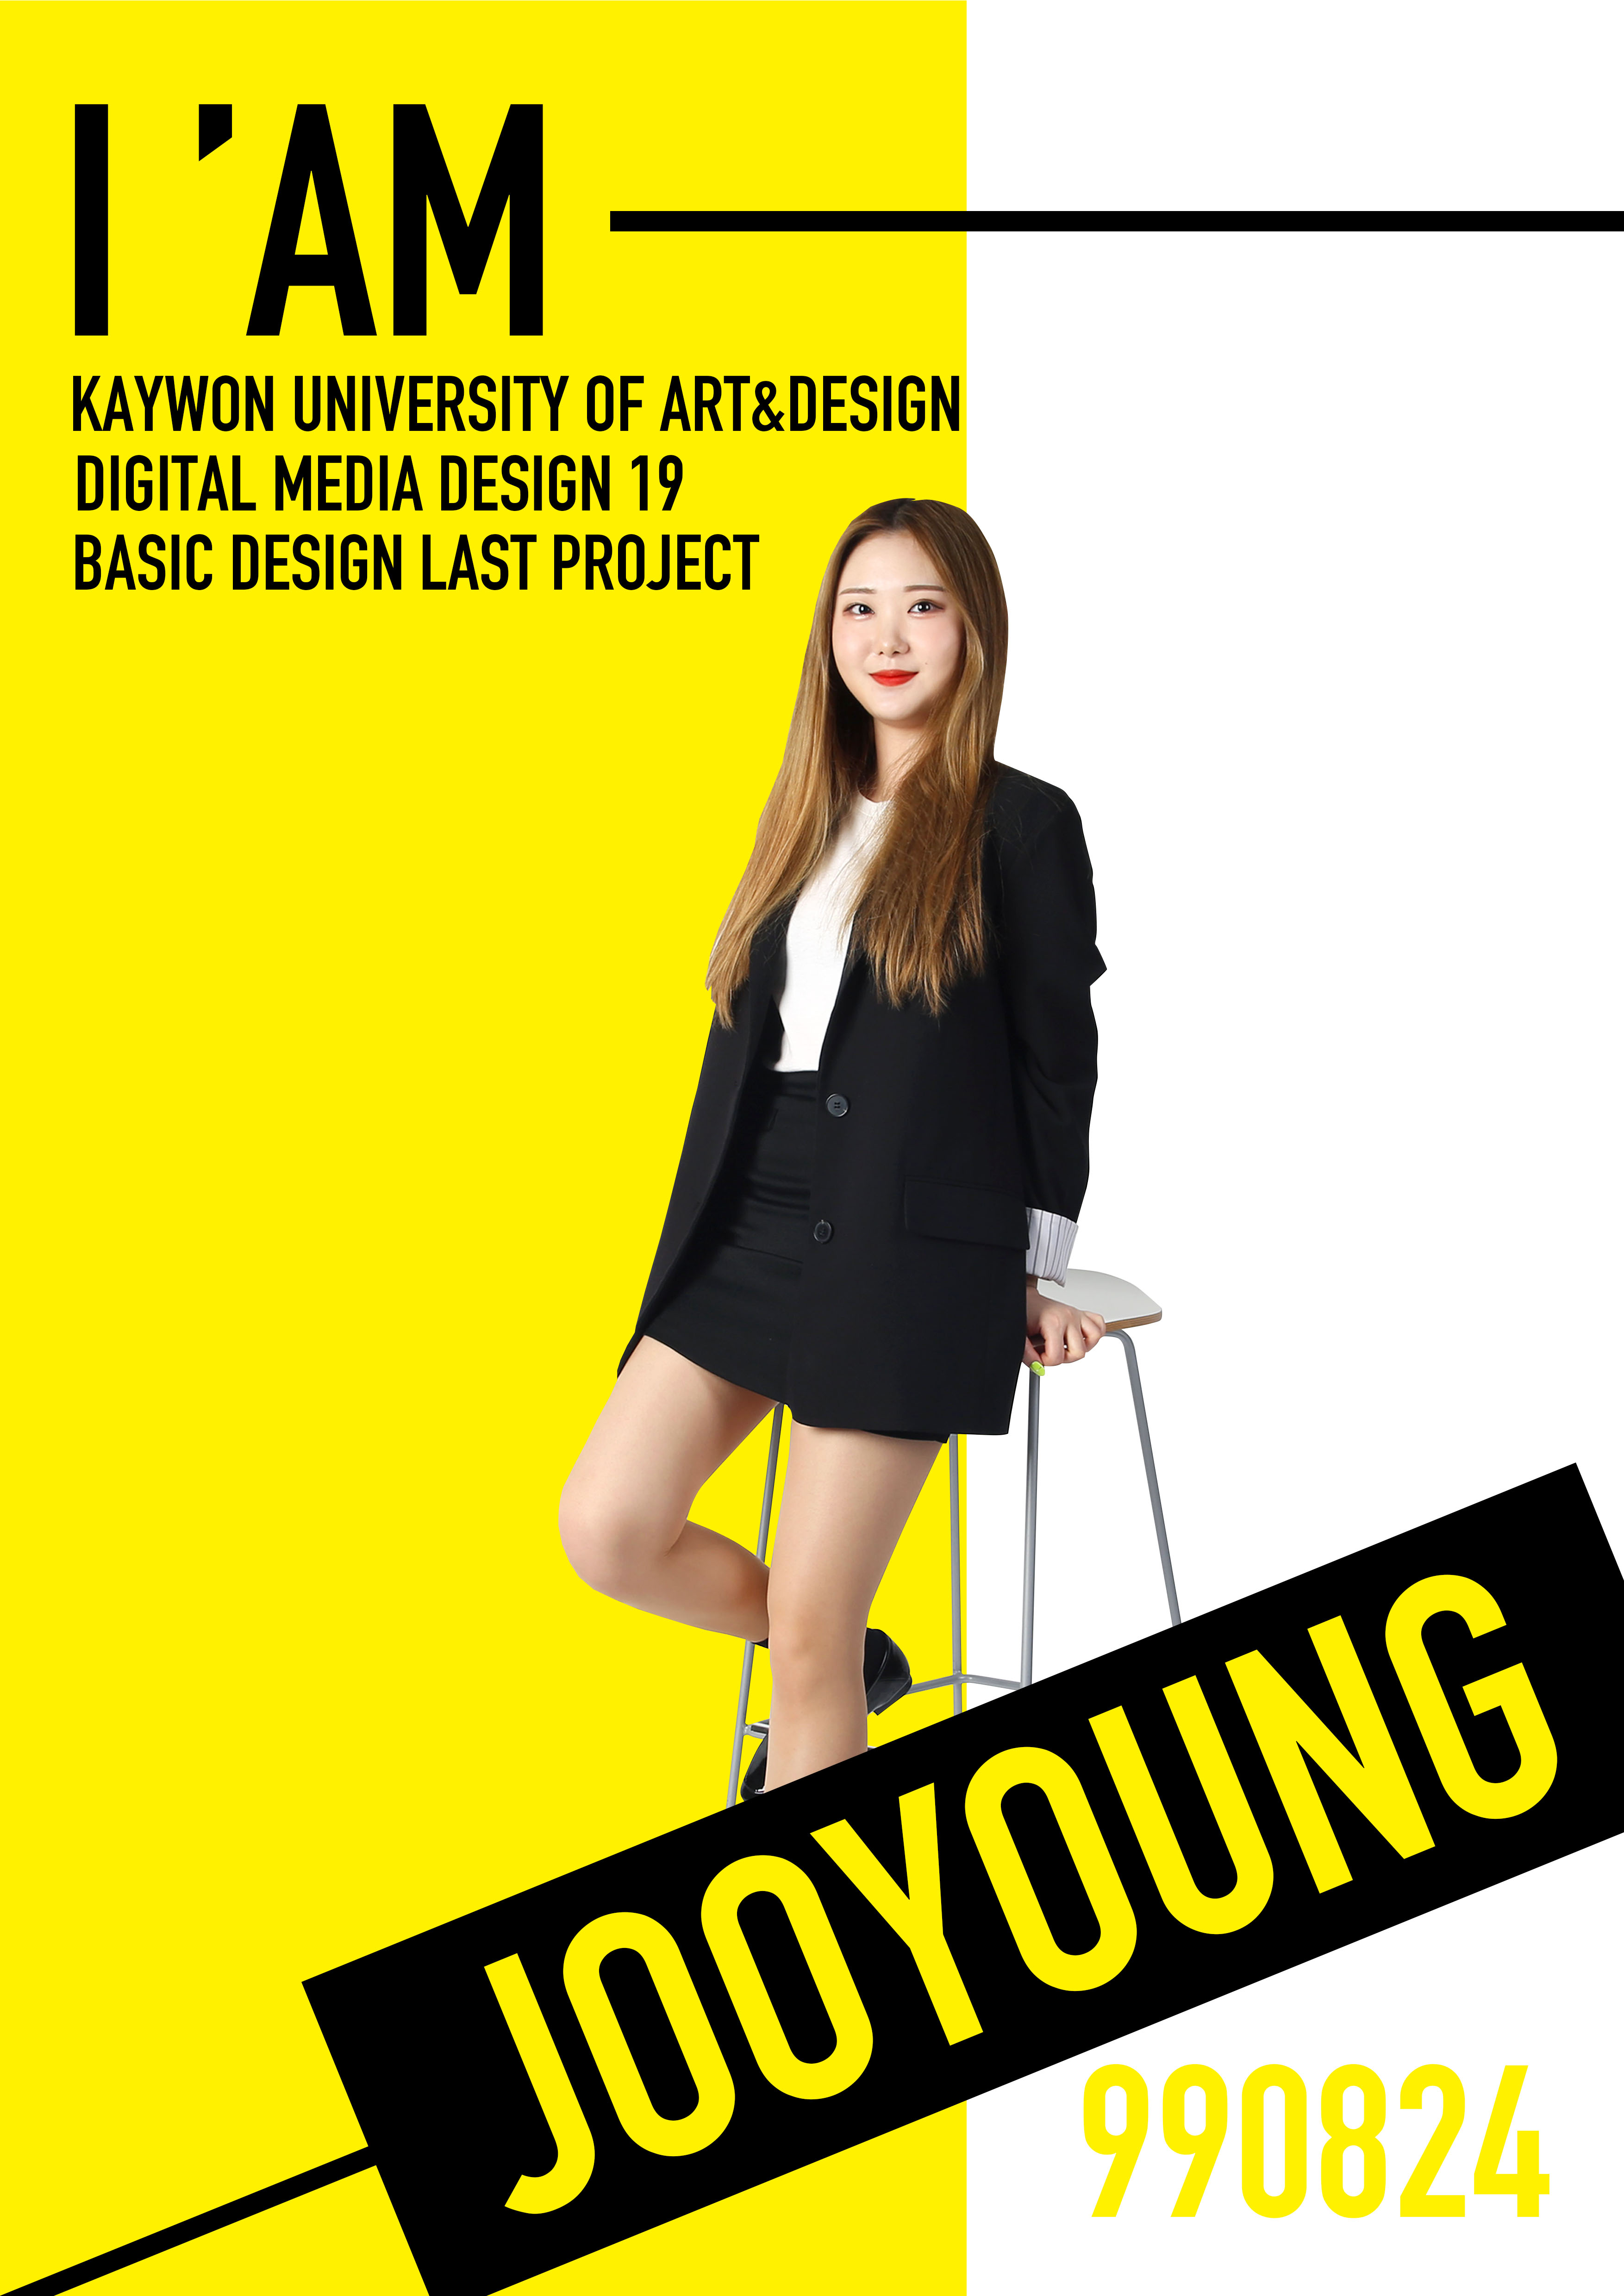 I 'AM
KAYWON UNIVERSITY OF ART&DESIGN
DIGITAL MEDIA DESIGN 19
BASIC DESIGN LAST PROJECT
JOOYOUNG
990824